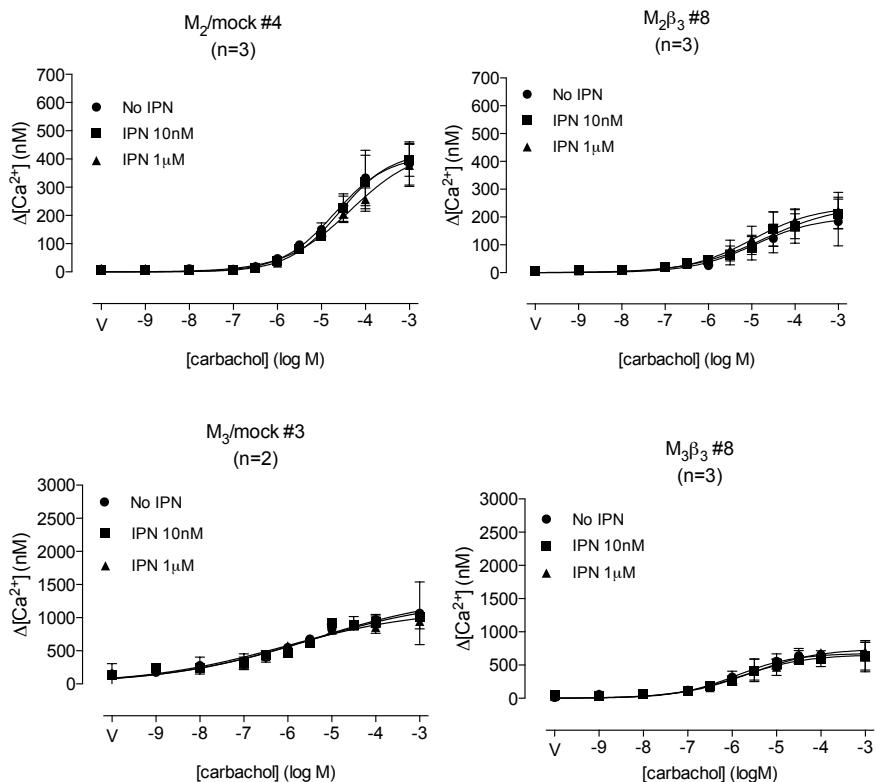 M₂/mock #4
(n=3)
700
600
500
400
300
200
100
0
Δ[Ca²⁺] (nM)
No IPN
IPN 10nM
IPN 1μM
V -9 -8 -7 -6 -5 -4 -3
[carbachol] (log M)
M₂β₃ #8
(n=3)
700
600
500
400
300
200
100
0
Δ[Ca²⁺] (nM)
No IPN
IPN 10nM
IPN 1μM
V -9 -8 -7 -6 -5 -4 -3
[carbachol] (log M)
M₃/mock #3
(n=2)
3000
2500
2000
1500
1000
500
0
Δ[Ca²⁺] (nM)
No IPN
IPN 10nM
IPN 1μM
V -9 -8 -7 -6 -5 -4 -3
[carbachol] (log M)
M₃β₃ #8
(n=3)
3000
2500
2000
1500
1000
500
0
Δ[Ca²⁺] (nM)
No IPN
IPN 10nM
IPN 1μM
V -9 -8 -7 -6 -5 -4 -3
[carbachol] (logM)